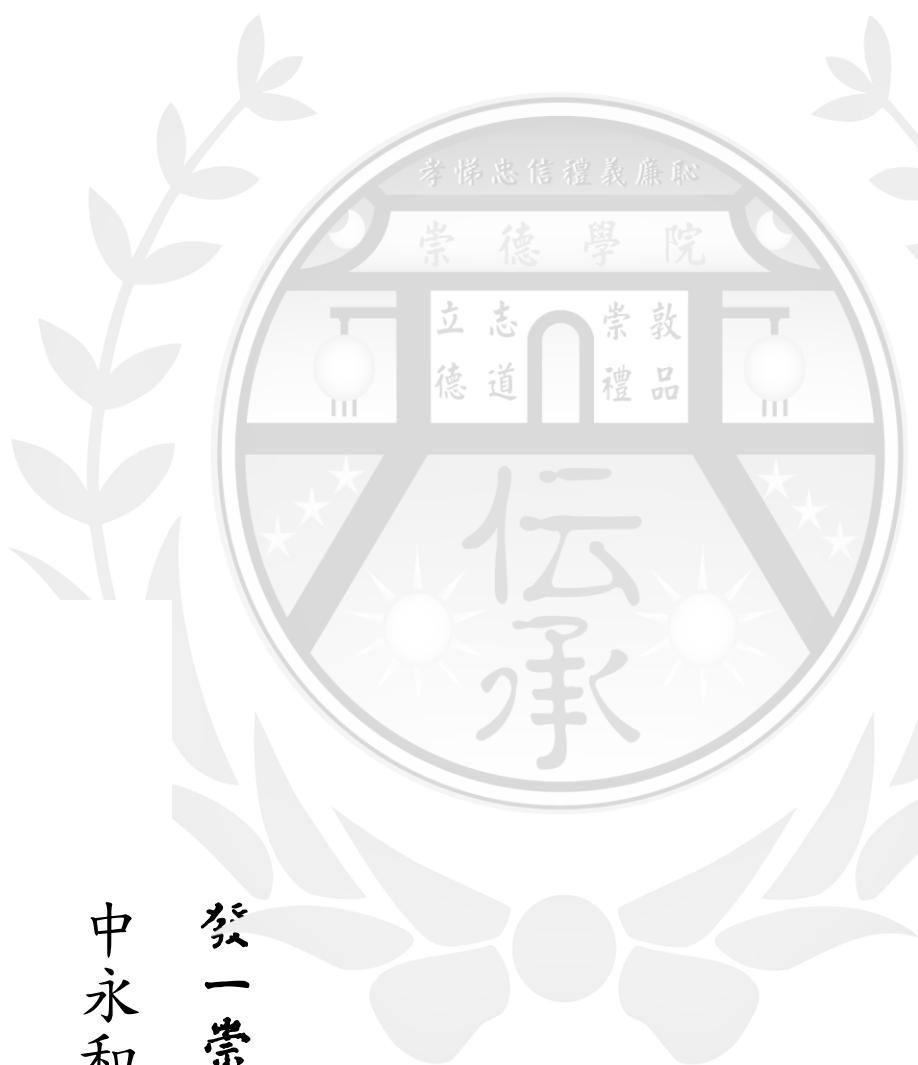 孝悌忠信禮義廉恥
崇德學院
立志 崇敦
德道 禮品
伝承
發一崇
中永和